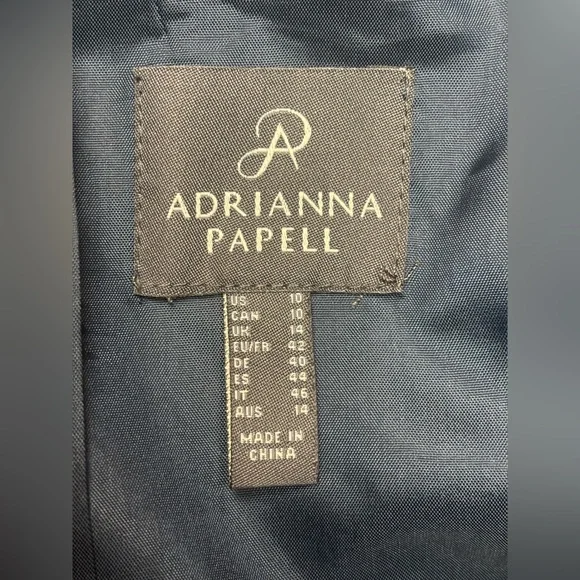 ADRIANNA
PAPELL
US 10
CAN 10
UK 14
EU/FR 42
DE 40
ES 44
IT 46
AUS 14
MADE IN
CHINA